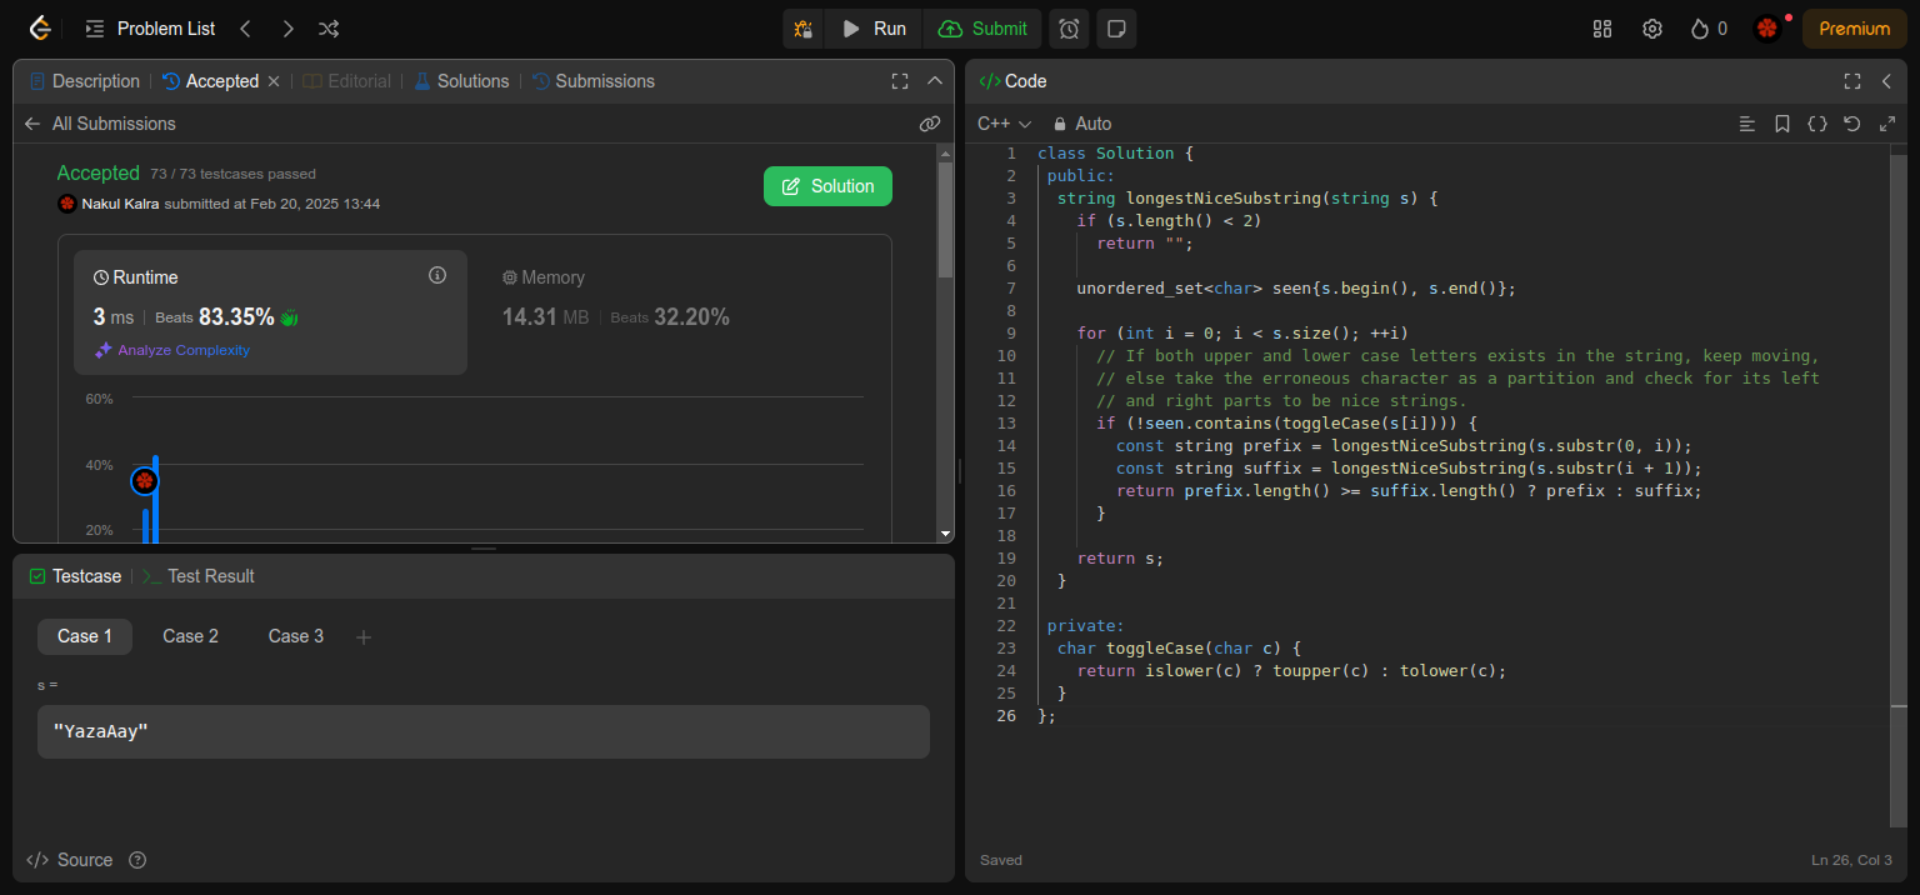 Problem List
Run
Submit
0
Premium
Description
Accepted
Editorial
Solutions
Submissions
All Submissions
Accepted 73 / 73 testcases passed
Nakul Kalra submitted at Feb 20, 2025 13:44
Solution
Runtime
3 ms | Beats 83.35%
Analyze Complexity
Memory
14.31 MB | Beats 32.20%
60%
40%
20%
Testcase
Test Result
Case 1
Case 2
Case 3
s =
"YazaAay"
Source
</> Code
C++
Auto
1 class Solution {
2  public:
3   string longestNiceSubstring(string s) {
4     if (s.length() < 2)
5       return "";
6
7     unordered_set<char> seen{s.begin(), s.end()};
8
9     for (int i = 0; i < s.size(); ++i)
10       // If both upper and lower case letters exists in the string, keep moving,
11       // else take the erroneous character as a partition and check for its left
12       // and right parts to be nice strings.
13       if (!seen.contains(toggleCase(s[i]))) {
14         const string prefix = longestNiceSubstring(s.substr(0, i));
15         const string suffix = longestNiceSubstring(s.substr(i + 1));
16         return prefix.length() >= suffix.length() ? prefix : suffix;
17       }
18
19     return s;
20   }
21
22  private:
23   char toggleCase(char c) {
24     return islower(c) ? toupper(c) : tolower(c);
25   }
26 };
Saved
Ln 26, Col 3